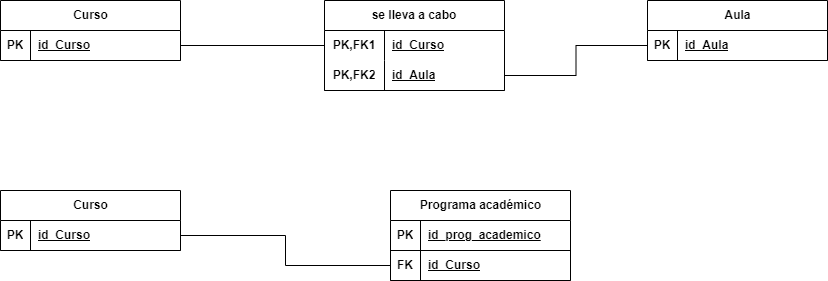 Curso
PK id_Curso
se lleva a cabo
PK,FK1 id_Curso
PK,FK2 id_Aula
Aula
PK id_Aula
Curso
PK id_Curso
Programa académico
PK id_prog_academico
FK id_Curso